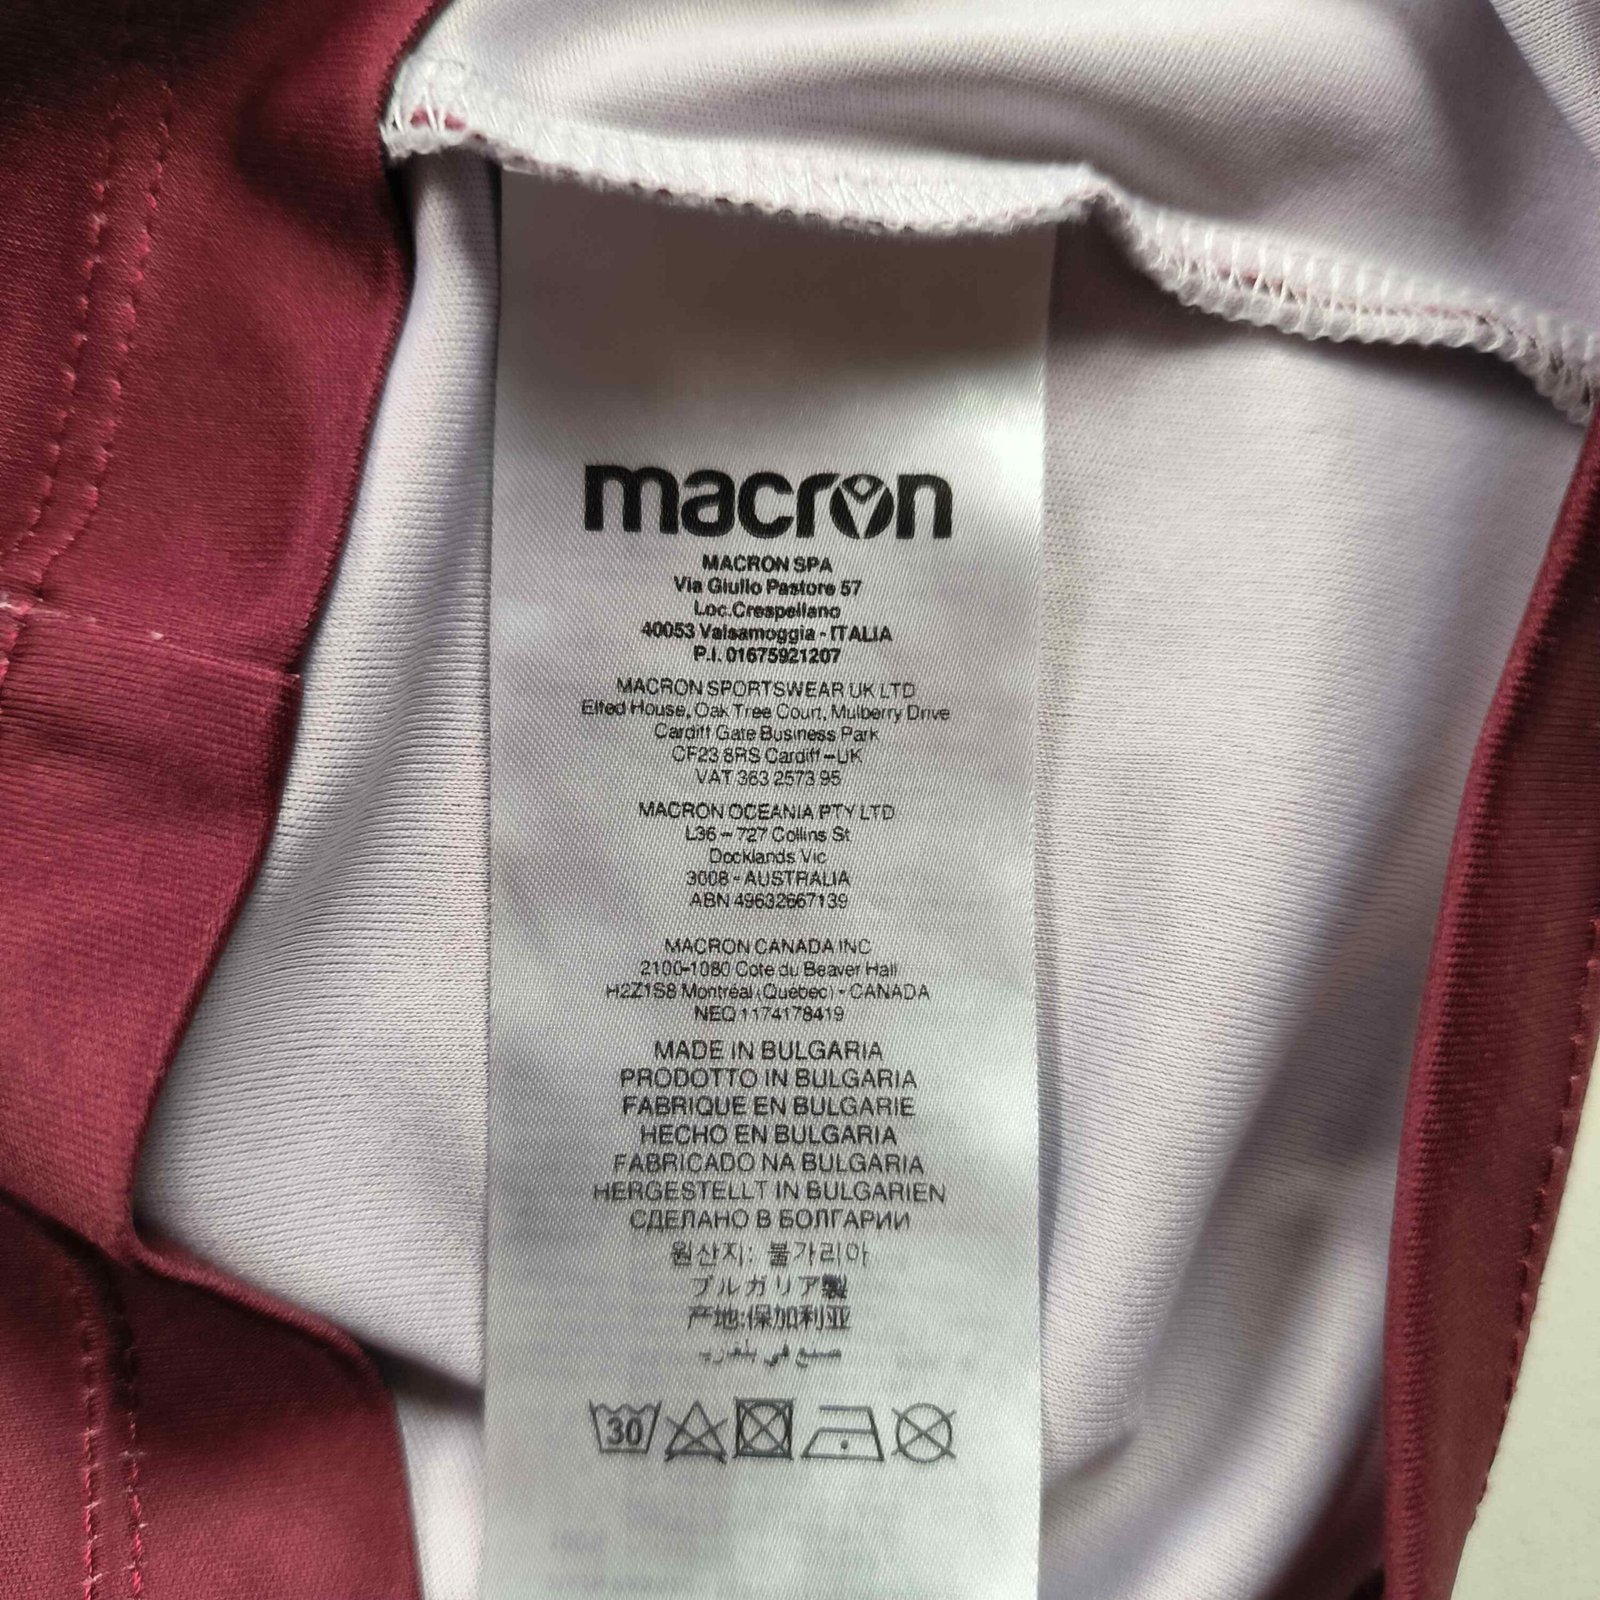 macron
MACRON SPA
Via Giulio Pastore 57
Loc.Crespellano
40053 Valsamoggia - ITALIA
P.I. 01675921207
MACRON SPORTSWEAR UK LTD
Elfed House, Oak Tree Court, Mulberry Drive
Cardiff Gate Business Park
CF23 8RS Cardiff-UK
VAT 363 2573 95
MACRON OCEANIA PTY LTD
L36 - 727 Collins St
Docklands Vic
3008 - AUSTRALIA
ABN 49632667139
MACRON CANADA INC
2100-1080 Cote du Beaver Hall
H2Z1S8 Montréal (Québec) - CANADA
NEQ 1174178419
MADE IN BULGARIA
PRODOTTO IN BULGARIA
FABRIQUE EN BULGARIE
HECHO EN BULGARIA
FABRICADO NA BULGARIA
HERGESTELLT IN BULGARIEN
СДЕЛАНО В БОЛГАРИИ
원산지: 불가리아
ブルガリア製
产地:保加利亚
صنع في
30